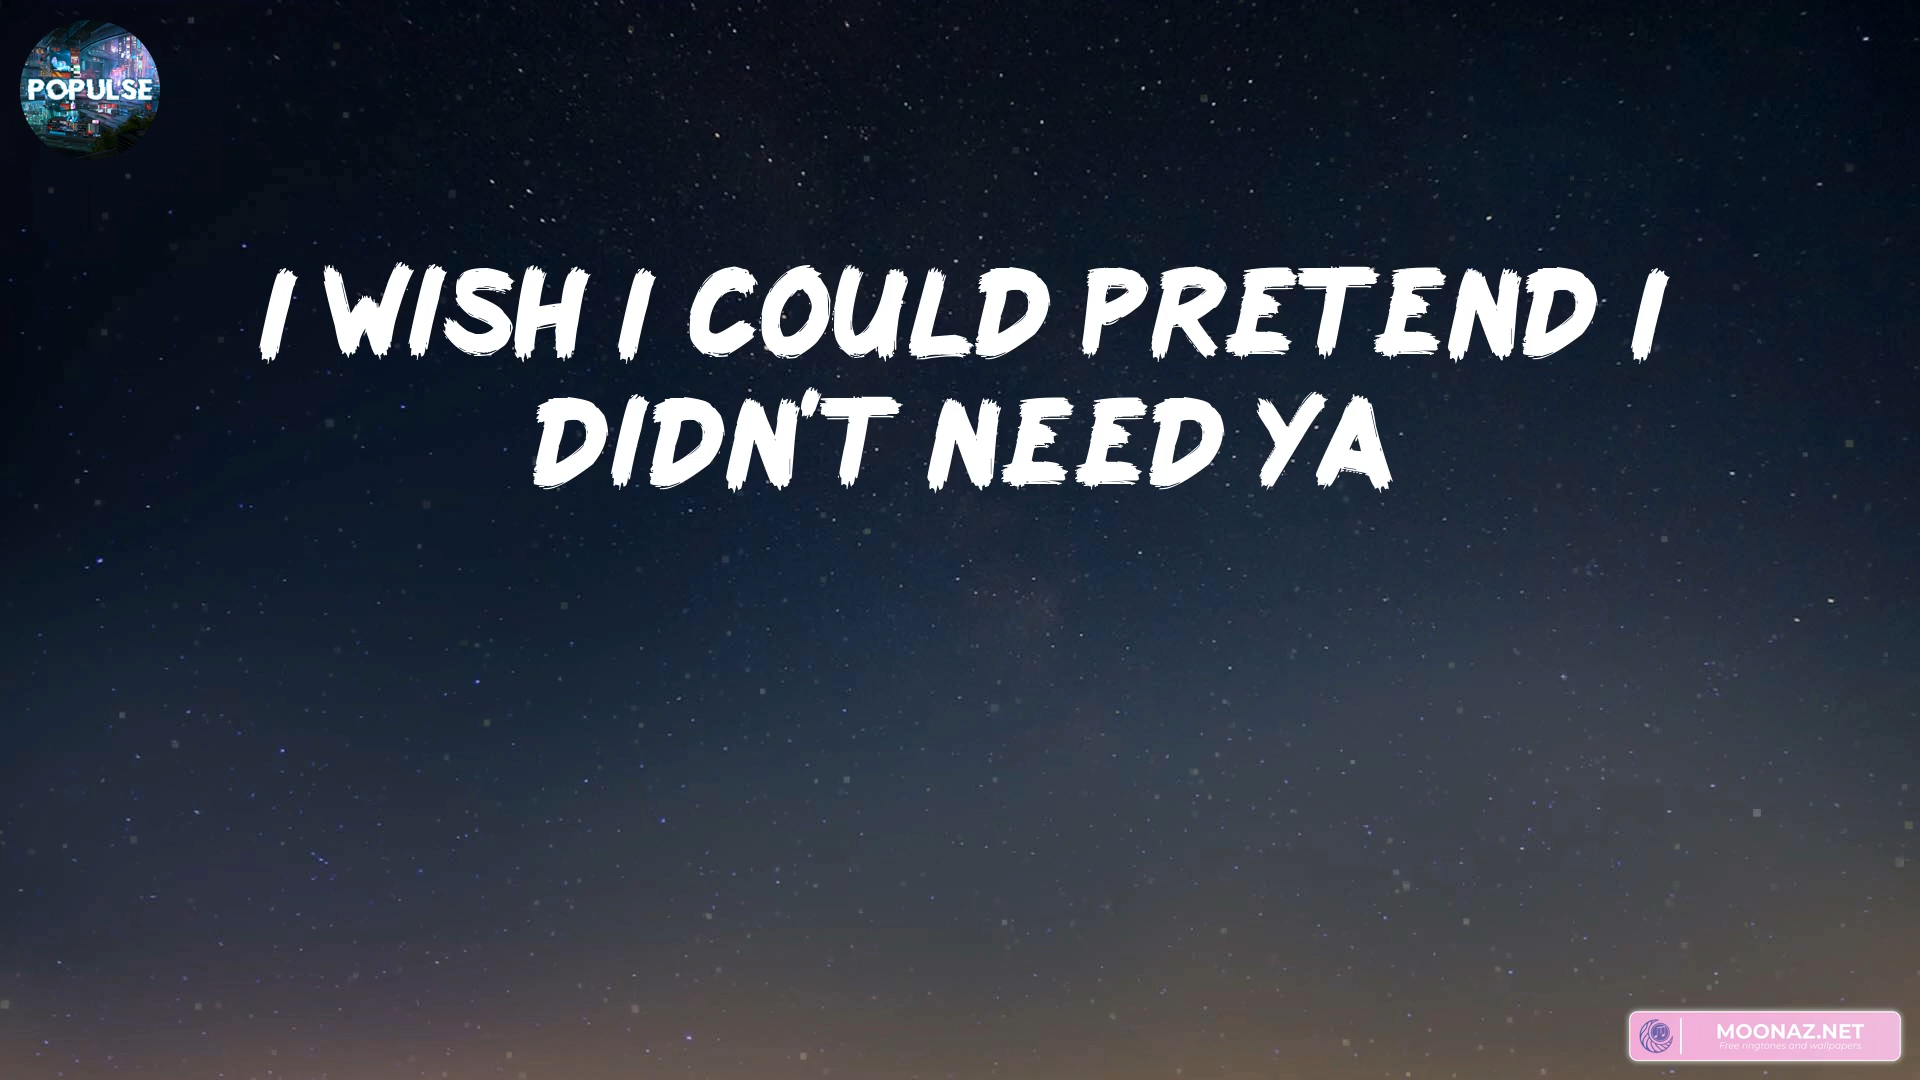 POPULSE
I WISH I COULD PRETEND I
DIDN'T NEED YA
MOONAZ.NET
Free ringtones and wallpapers